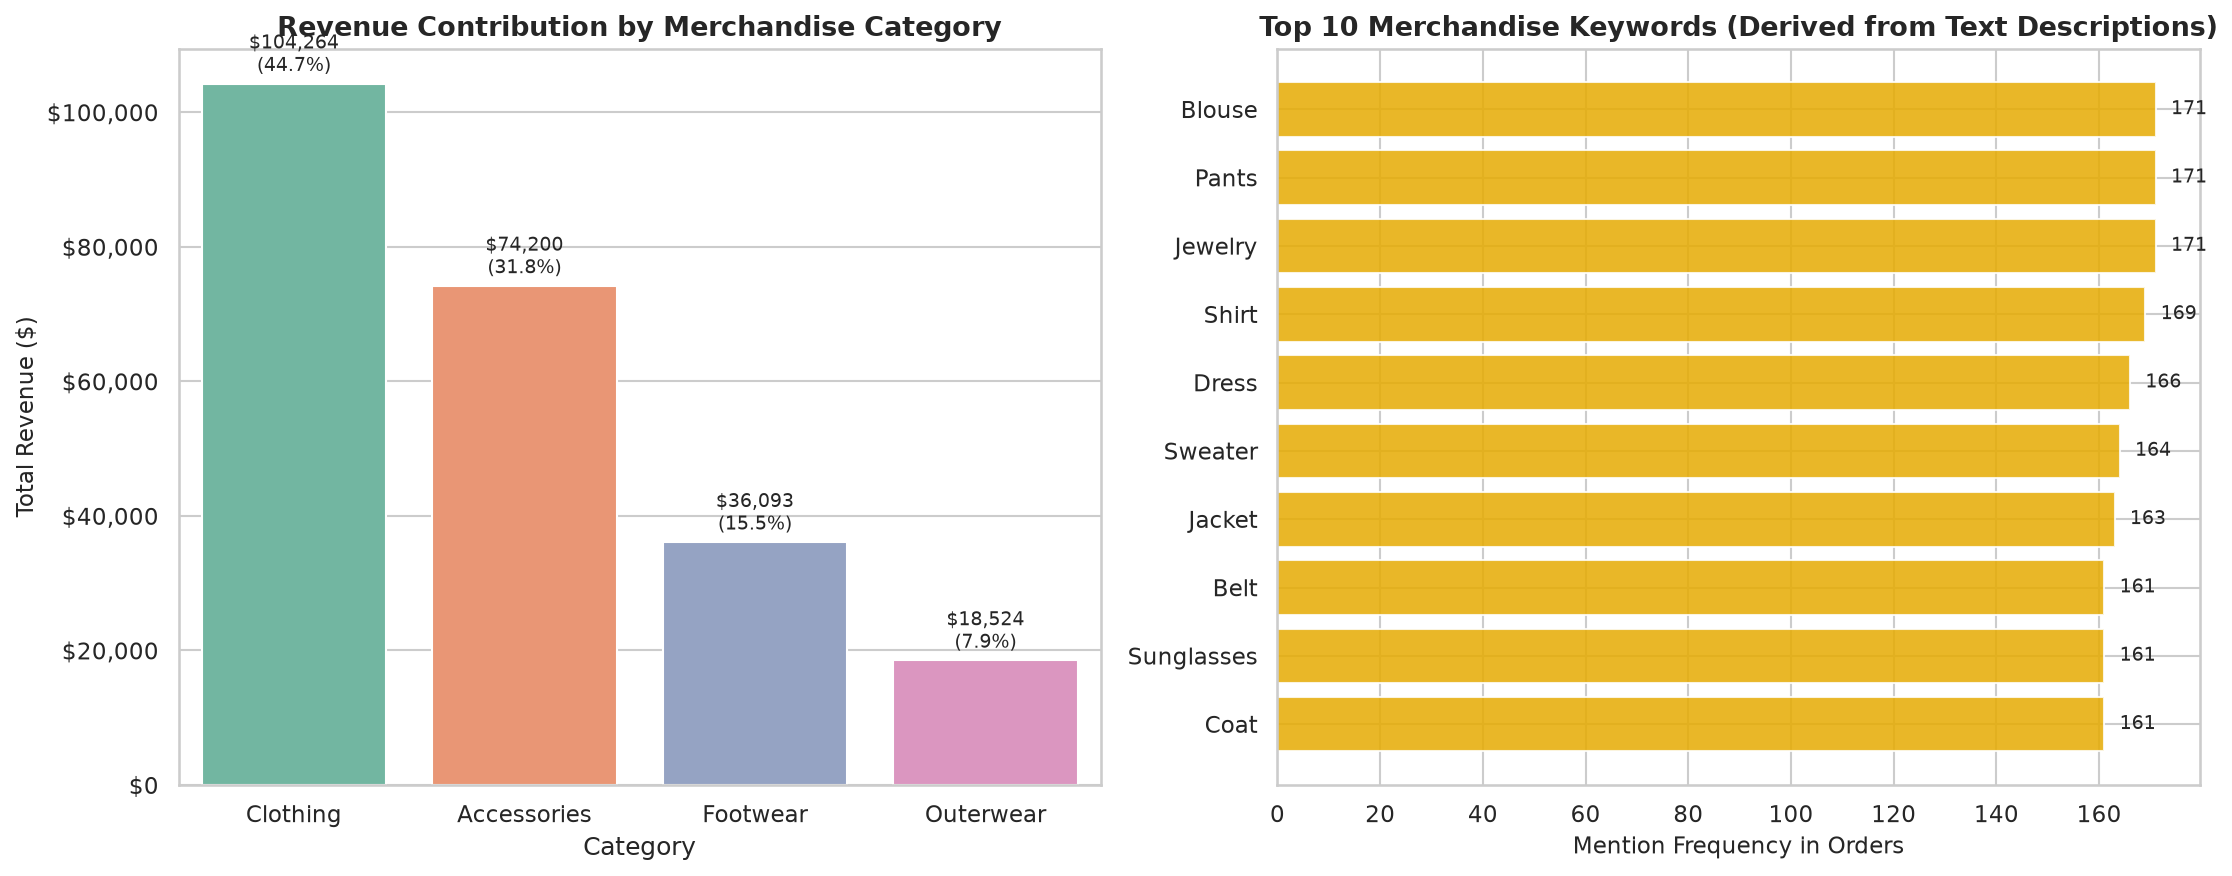 Revenue Contribution by Merchandise Category
$104,264
(44.7%)
$74,200
(31.8%)
$36,093
(15.5%)
$18,524
(7.9%)
Total Revenue ($)
$100,000
$80,000
$60,000
$40,000
$20,000
$0
Clothing
Accessories
Footwear
Outerwear
Category
Top 10 Merchandise Keywords (Derived from Text Descriptions)
Blouse 171
Pants 171
Jewelry 171
Shirt 169
Dress 166
Sweater 164
Jacket 163
Belt 161
Sunglasses 161
Coat 161
0 20 40 60 80 100 120 140 160
Mention Frequency in Orders